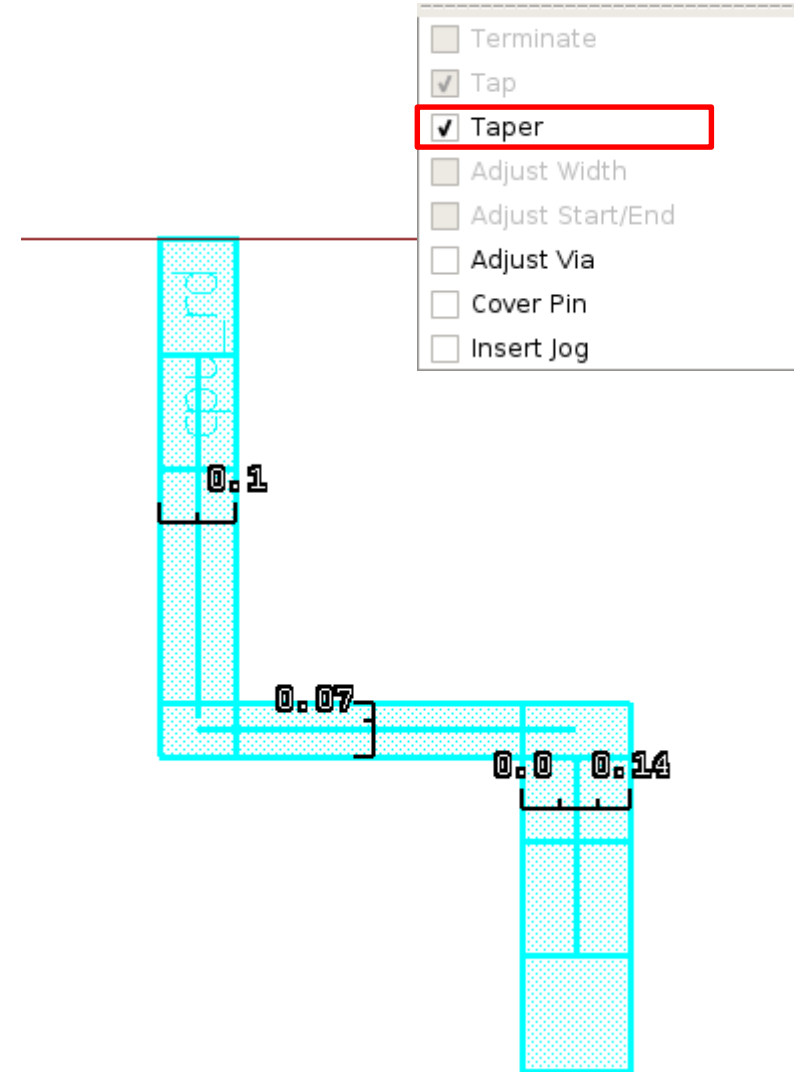 Terminate
Tap
Taper
Adjust Width
Adjust Start/End
Adjust Via
Cover Pin
Insert Jog
cpu_rd
0.1
0.07
0.0 0.14